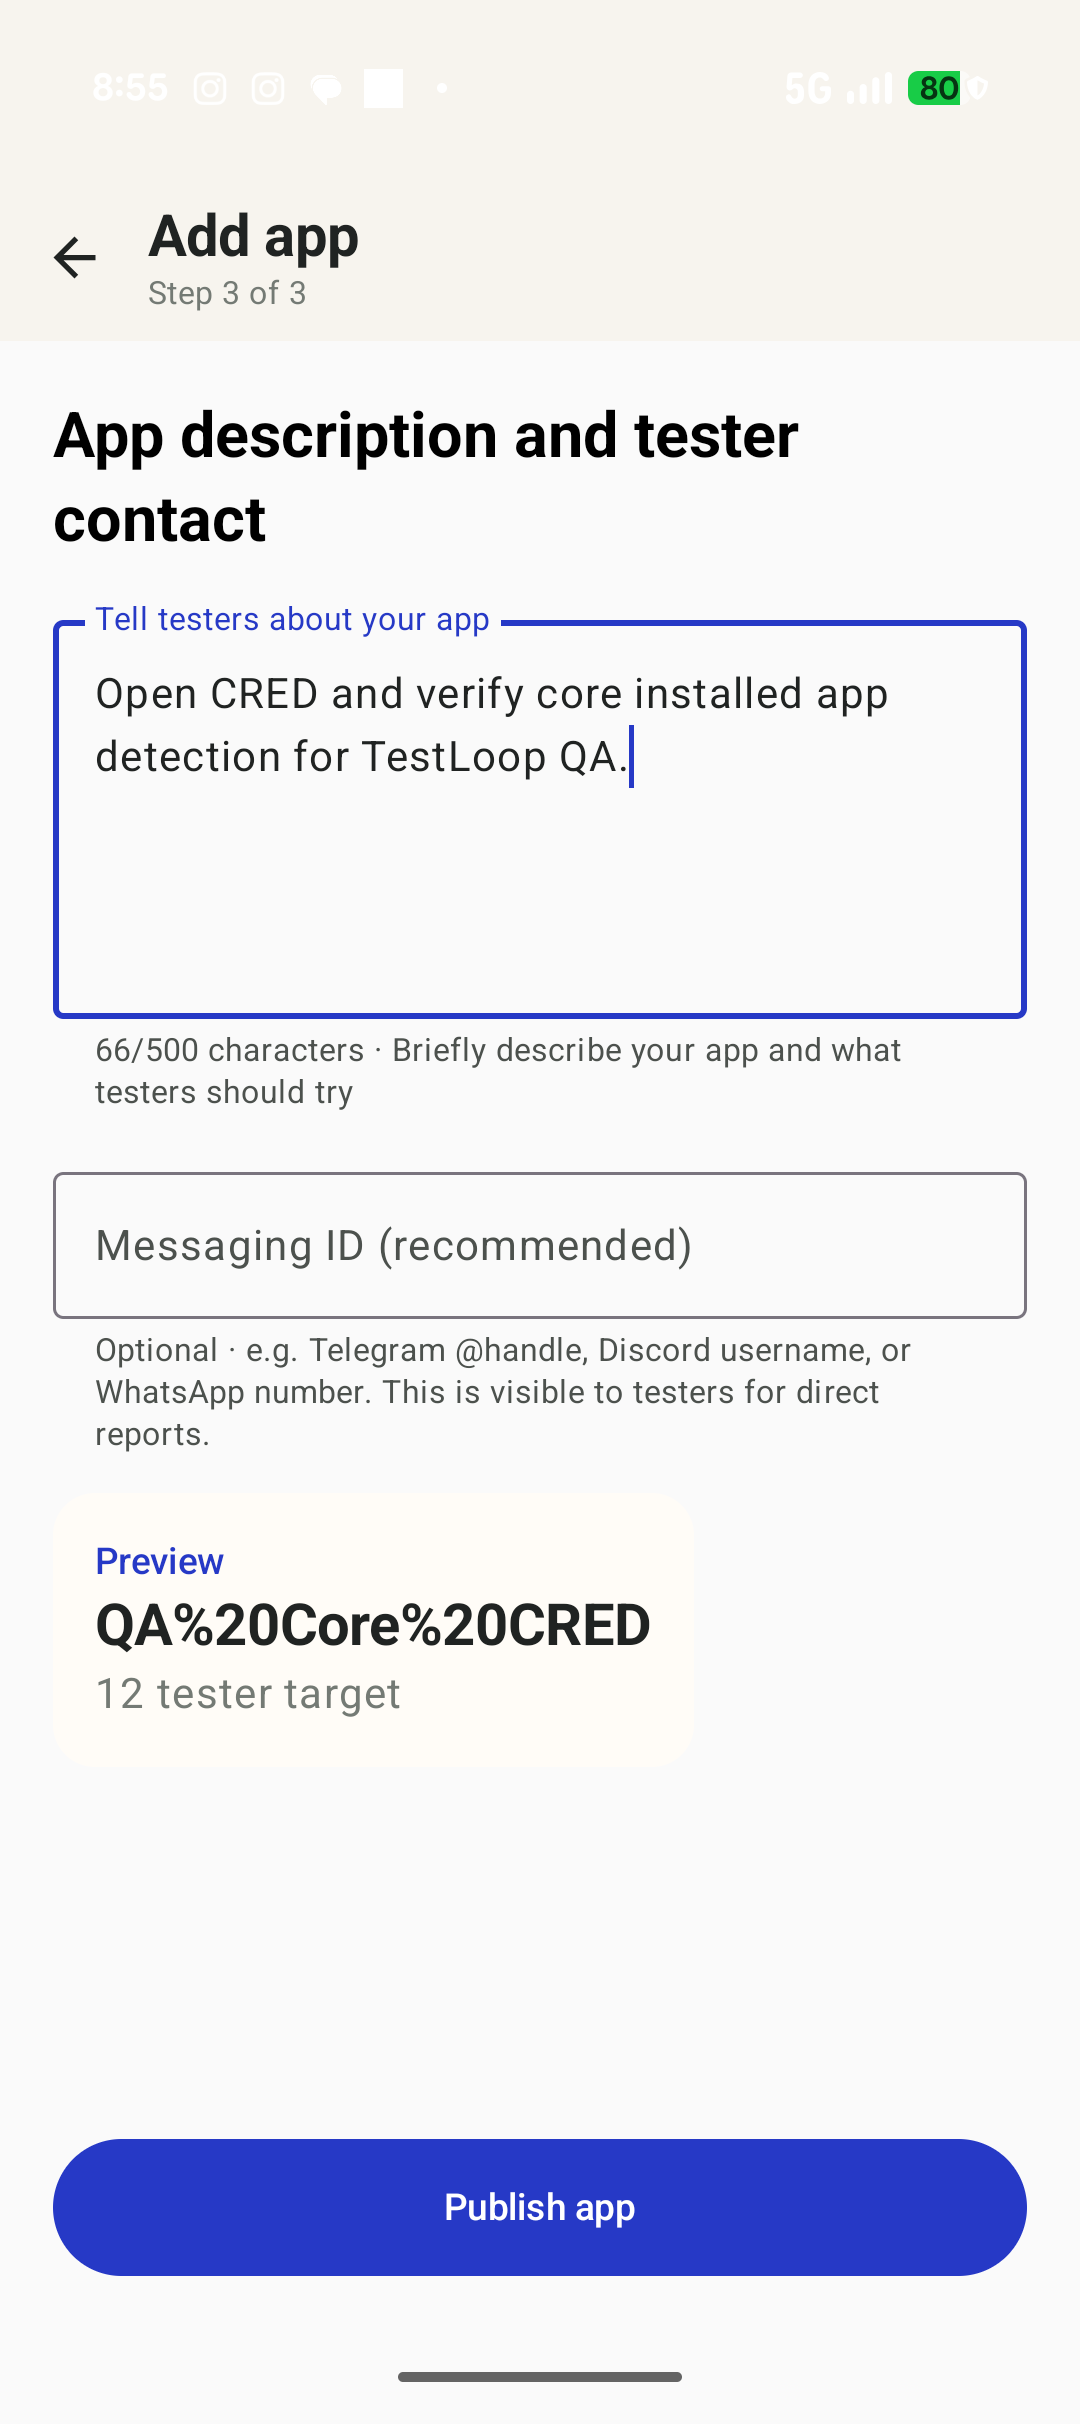 8:55
5G
80
Add app
Step 3 of 3
App description and tester
contact
Tell testers about your app
Open CRED and verify core installed app
detection for TestLoop QA.
66/500 characters · Briefly describe your app and what
testers should try
Messaging ID (recommended)
Optional · e.g. Telegram @handle, Discord username, or
WhatsApp number. This is visible to testers for direct
reports.
Preview
QA%20Core%20CRED
12 tester target
Publish app